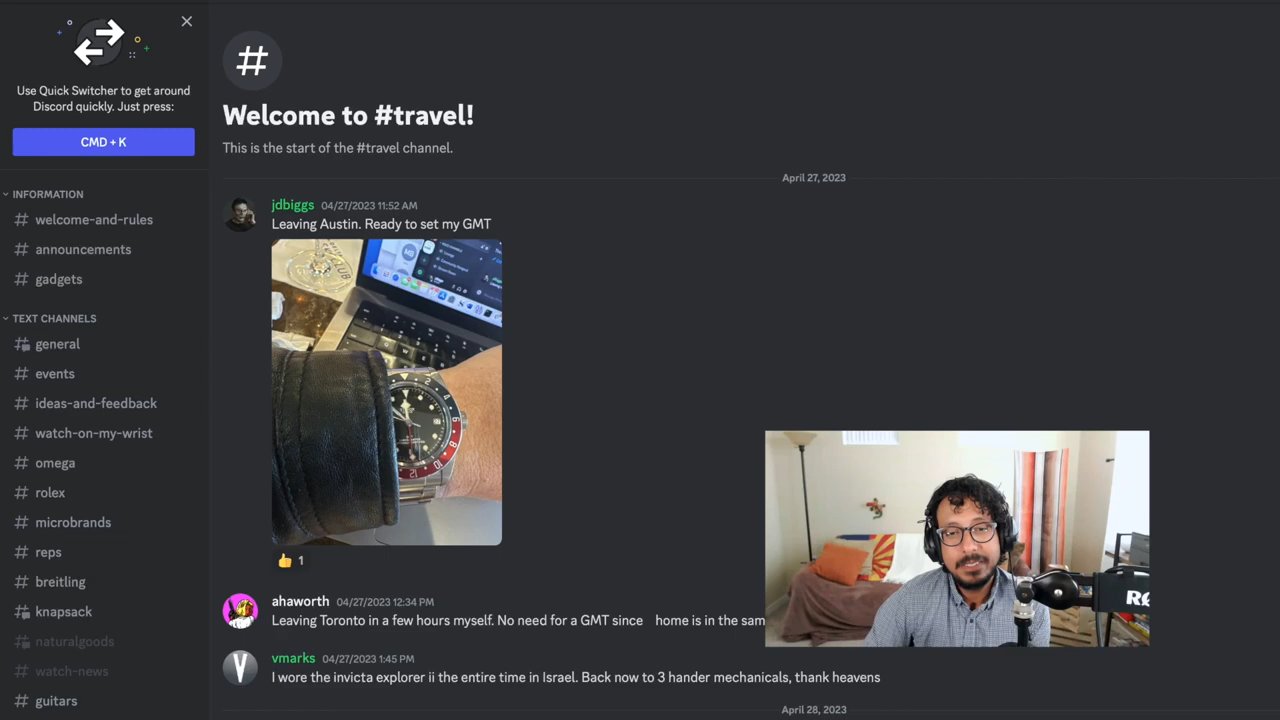 Use Quick Switcher to get around
Discord quickly. Just press:
CMD + K
INFORMATION
# welcome-and-rules
# announcements
# gadgets
TEXT CHANNELS
# general
# events
# ideas-and-feedback
# watch-on-my-wrist
# omega
# rolex
# microbrands
# reps
# breitling
# knapsack
# naturalgoods
# watch-news
# guitars
#
Welcome to #travel!
This is the start of the #travel channel.
April 27, 2023
jdbiggs 04/27/2023 11:52 AM
Leaving Austin. Ready to set my GMT
👍 1
ahaworth 04/27/2023 12:34 PM
Leaving Toronto in a few hours myself. No need for a GMT since home is in the sam
V
vmarks 04/27/2023 1:45 PM
I wore the invicta explorer ii the entire time in Israel. Back now to 3 hander mechanicals, thank heavens
April 28, 2023